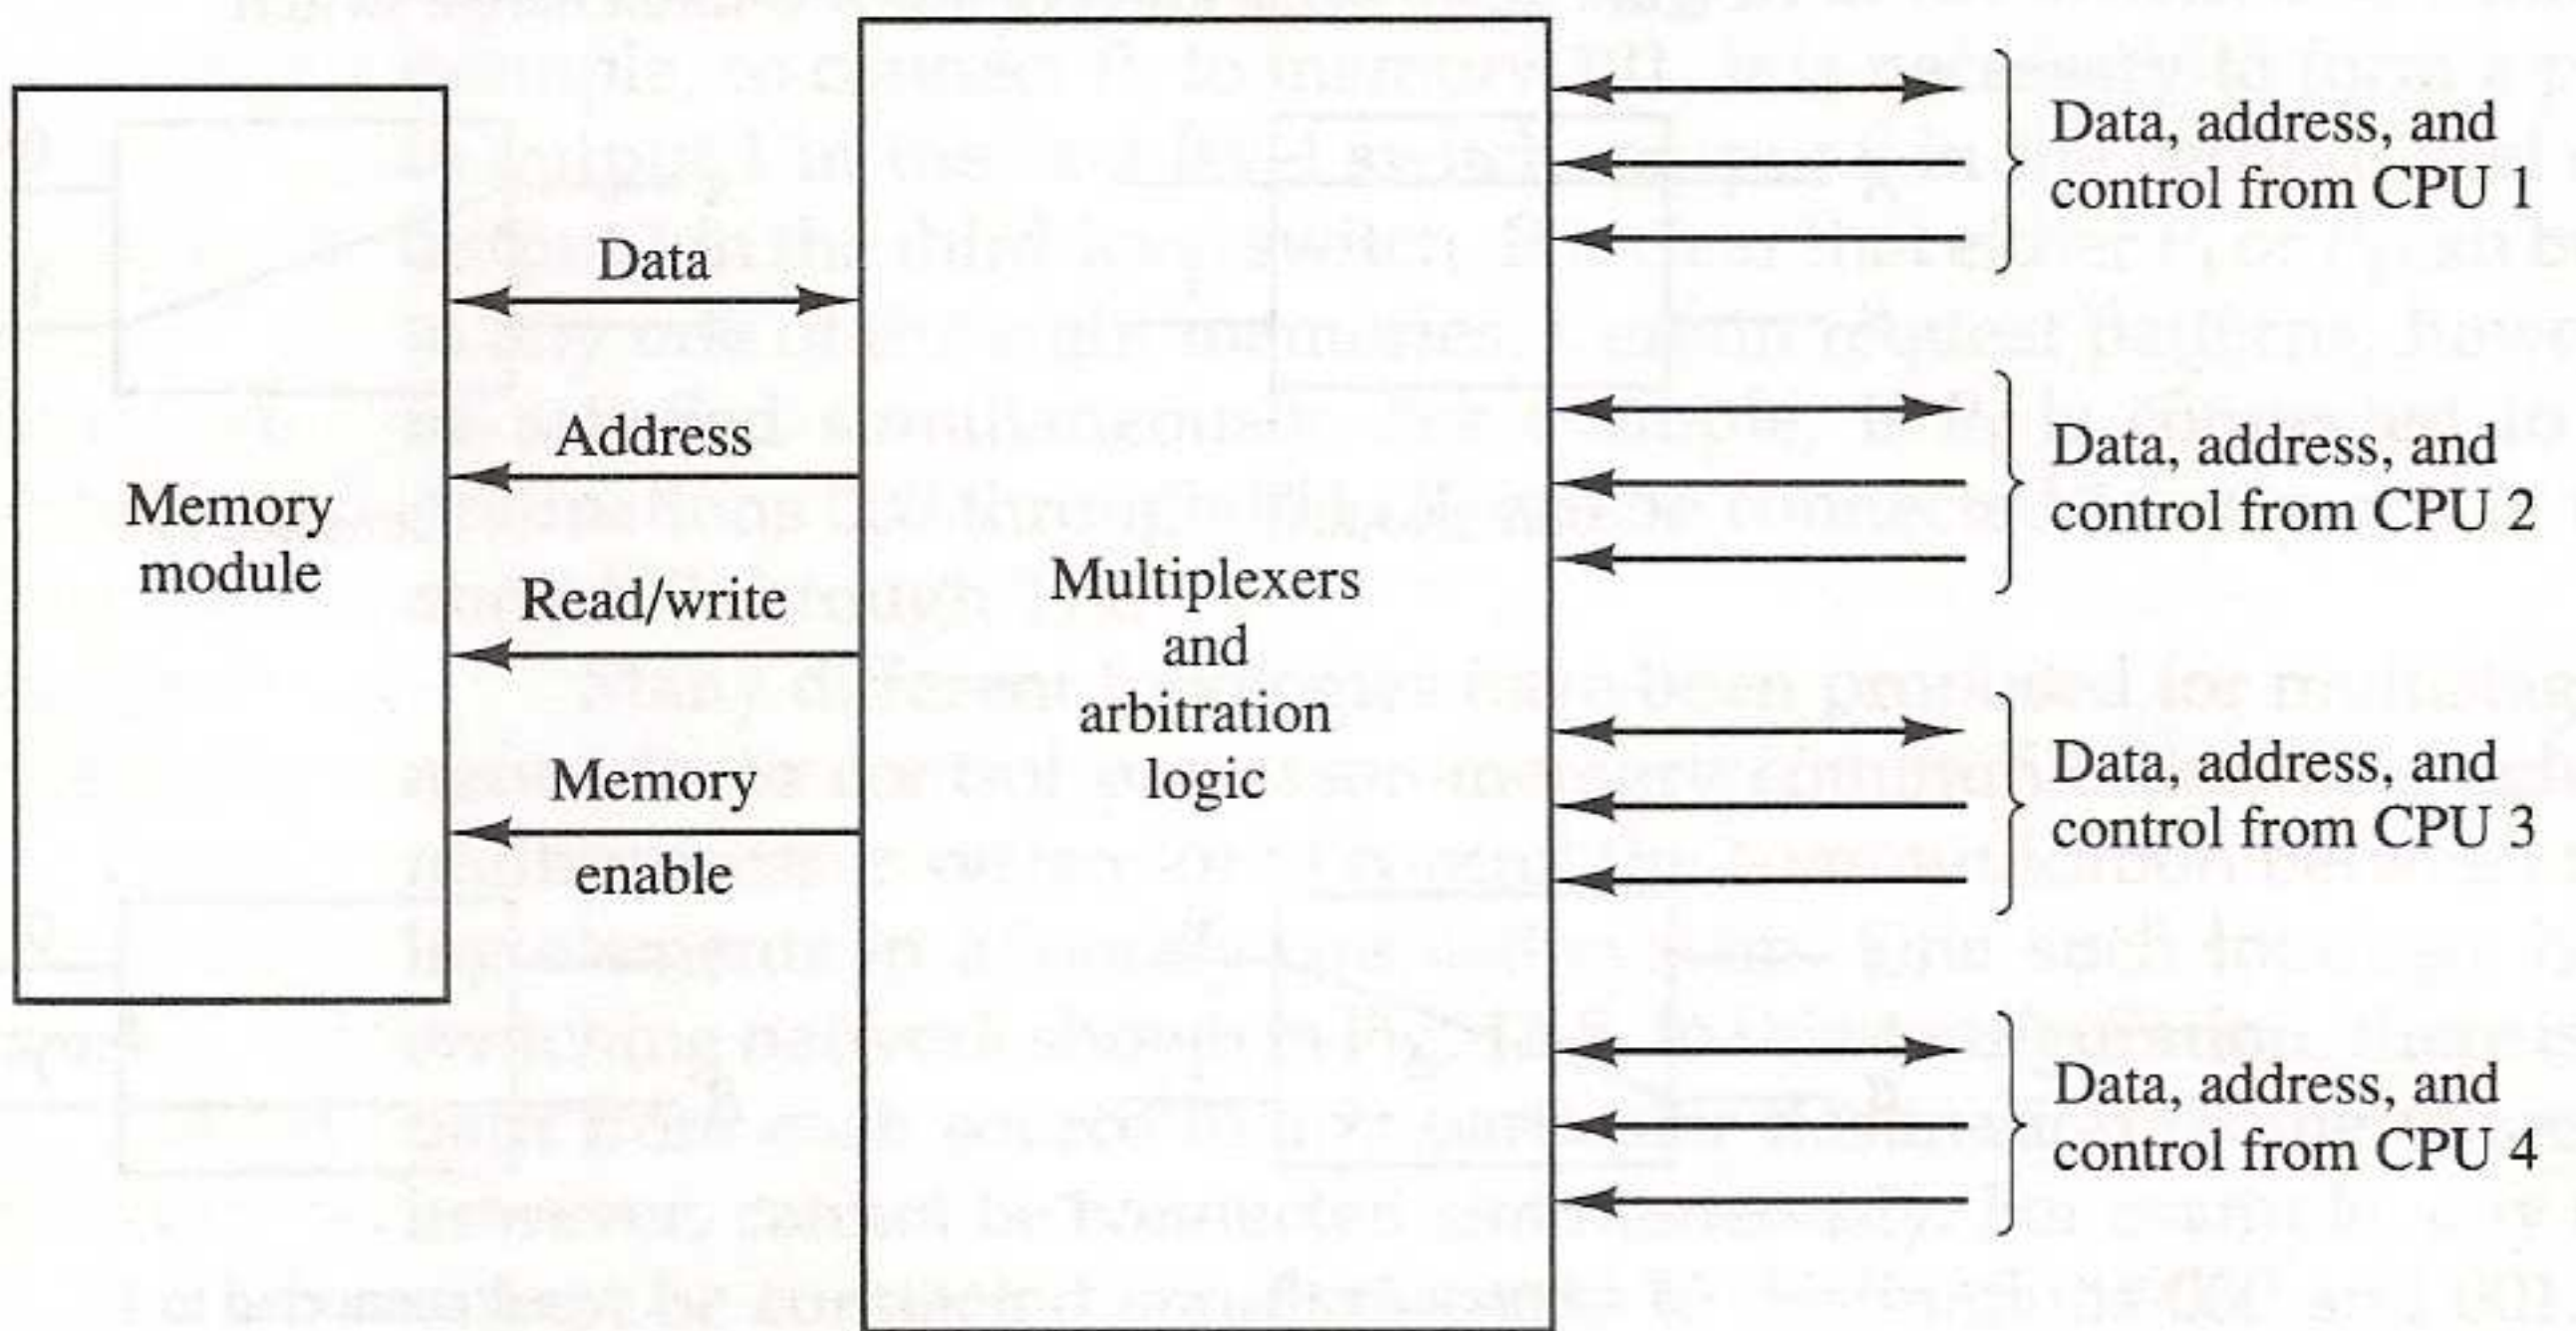 Memory
module
Data
Address
Read/write
Memory
enable
Multiplexers
and
arbitration
logic
Data, address, and
control from CPU 1
Data, address, and
control from CPU 2
Data, address, and
control from CPU 3
Data, address, and
control from CPU 4